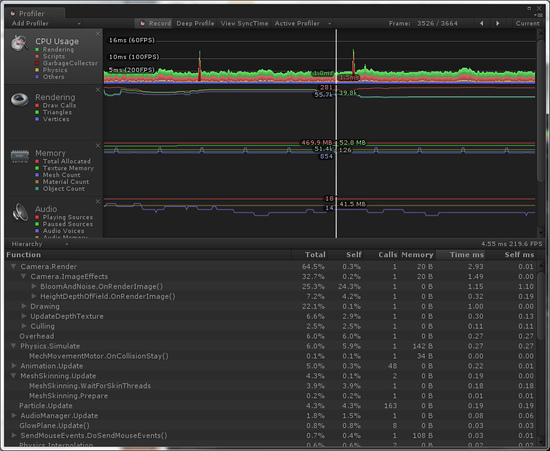 Profiler
Add Profiler
Record
Deep Profile
View SyncTime
Active Profiler
Frame: 3526 / 3664
Current
CPU Usage
Rendering
Scripts
GarbageCollector
Physics
Others
16ms (60FPS)
10ms (100FPS)
5ms (200FPS)
Rendering
Draw Calls
Triangles
Vertices
281
55.7k
39.8k
Memory
Total Allocated
Texture Memory
Mesh Count
Material Count
Object Count
469.9 MB
52.8 MB
51.4k
126
854
Audio
Playing Sources
Paused Sources
Audio Voices
Audio Memory
18
41.5 MB
14
Hierarchy
4.55 ms 219.6 FPS
Function Total Self Calls Memory Time ms Self ms
Camera.Render 64.5% 0.3% 1 20 B 2.93 0.01
Camera.ImageEffects 32.7% 0.2% 1 20 B 1.49 0.00
BloomAndNoise.OnRenderImage() 25.3% 24.3% 1 0 B 1.15 1.10
HeightDepthOfField.OnRenderImage() 7.2% 4.2% 1 0 B 0.32 0.19
Drawing 22.1% 0.1% 1 0 B 1.00 0.00
UpdateDepthTexture 6.6% 0.3% 1 0 B 0.30 0.01
Culling 2.5% 2.5% 1 0 B 0.11 0.11
Overhead 6.0% 6.0% 1 0 B 0.27 0.27
Physics.Simulate 6.0% 5.9% 1 142 B 0.27 0.27
MechMovementMotor.OnCollisionStay() 0.1% 0.1% 1 34 B 0.00 0.00
Animation.Update 5.0% 0.3% 48 0 B 0.22 0.01
MeshSkinning.Update 4.3% 0.1% 2 0 B 0.19 0.00
MeshSkinning.WaitForSkinThreads 3.9% 3.9% 4 0 B 0.18 0.18
MeshSkinning.Prepare 0.2% 0.2% 2 0 B 0.01 0.01
Particle.Update 4.3% 4.3% 163 0 B 0.19 0.19
AudioManager.Update 1.8% 1.5% 1 0 B 0.08 0.06
GlowPlane.Update() 0.8% 0.8% 8 0 B 0.03 0.03
SendMouseEvents.DoSendMouseEvents() 0.7% 0.4% 1 108 B 0.03 0.01
Physics.Interpolation